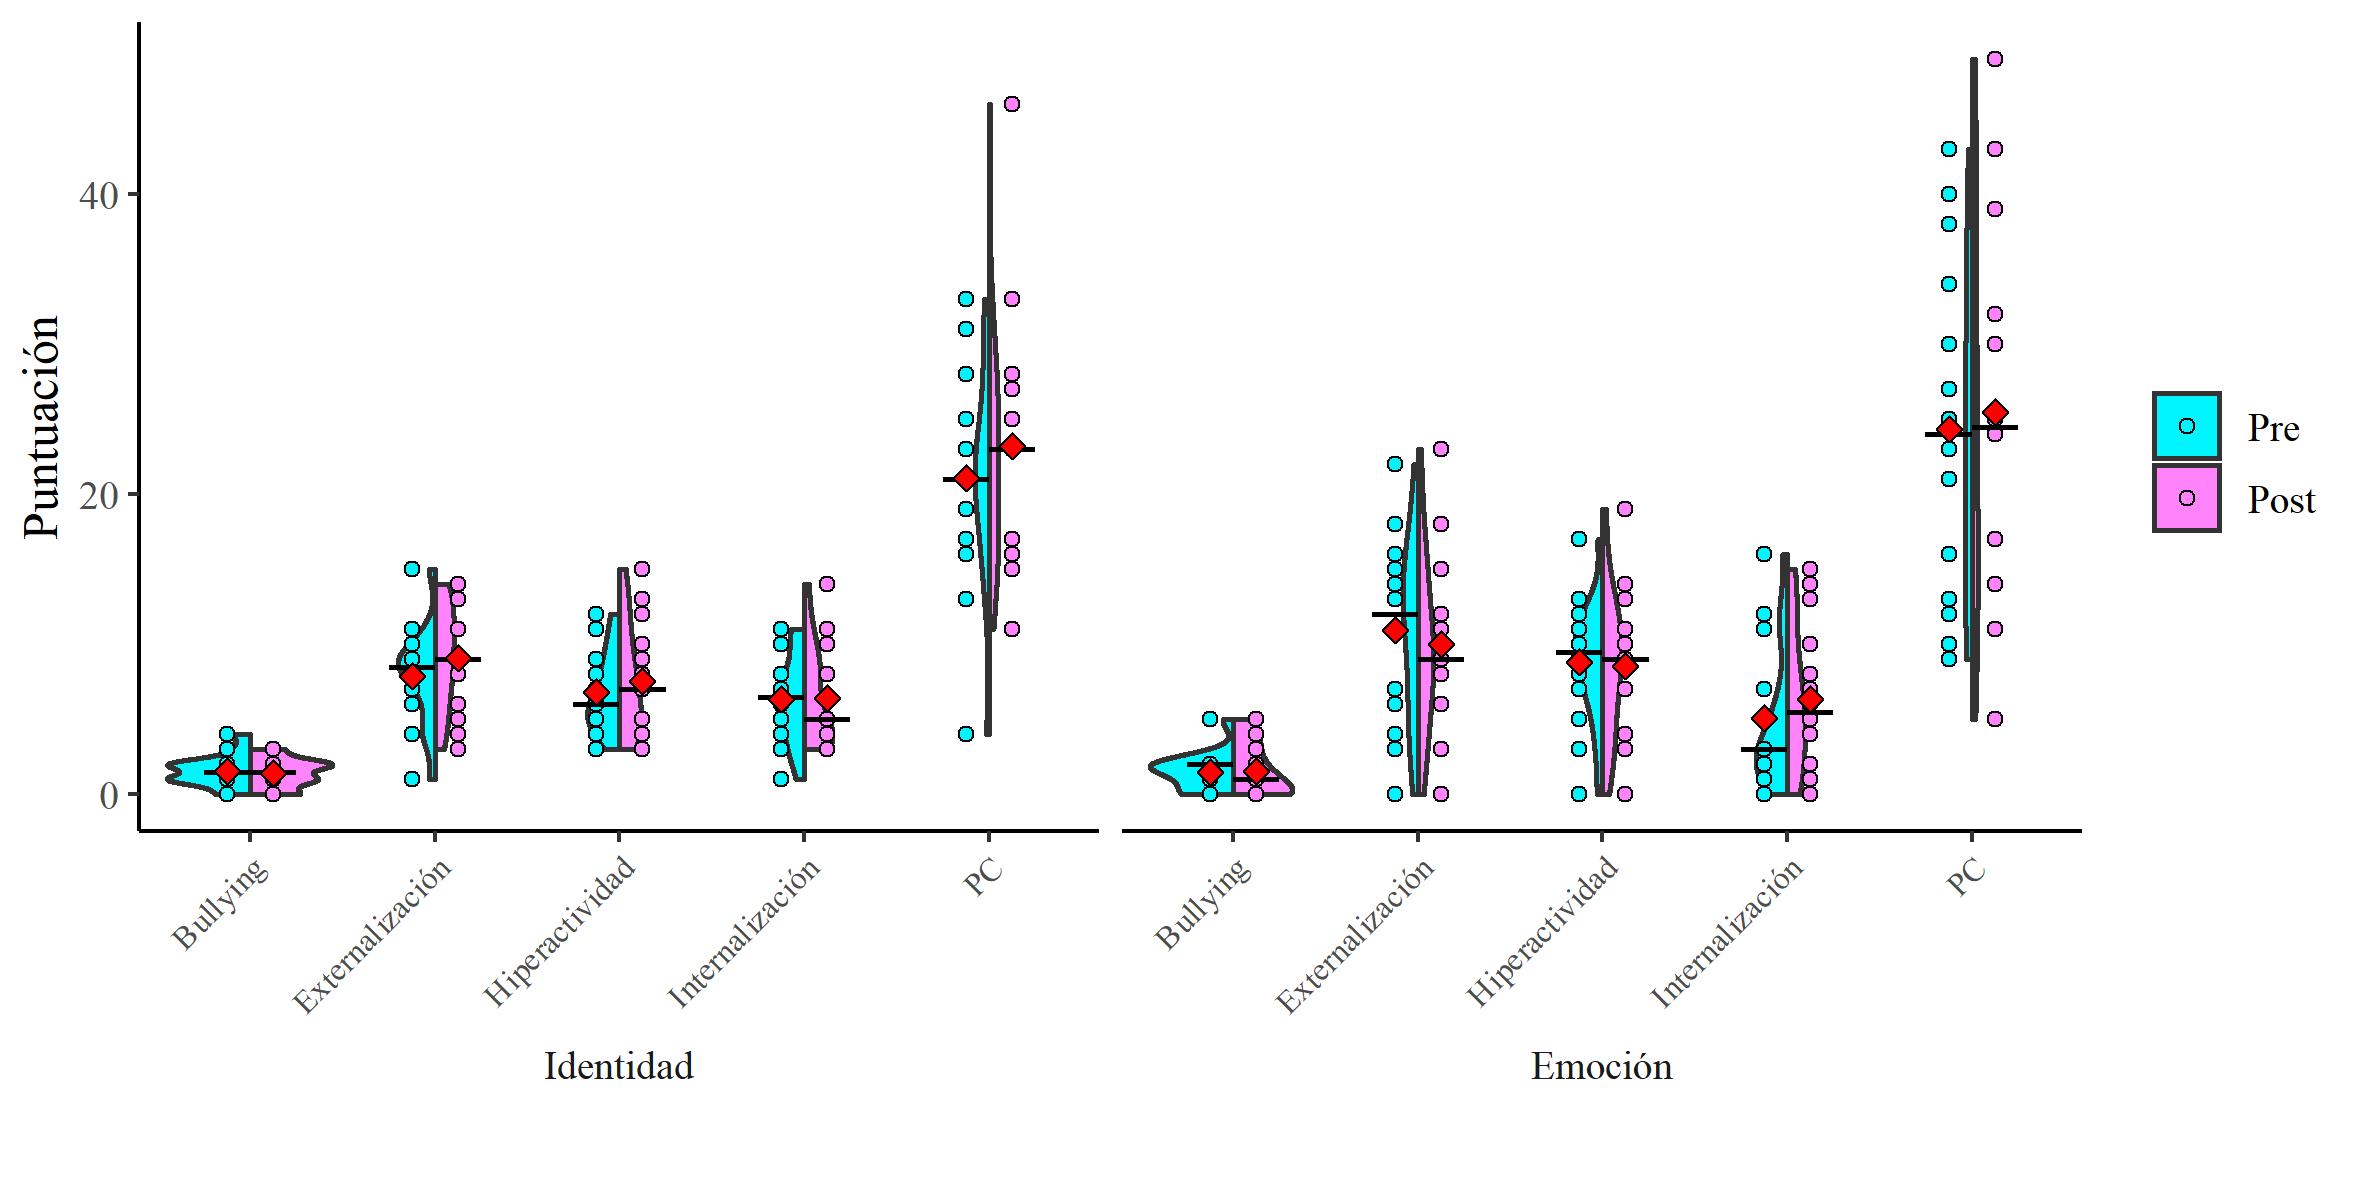 Puntuación
40
20
0
Bullying
Externalización
Hiperactividad
Internalización
PC
Bullying
Externalización
Hiperactividad
Internalización
PC
Identidad
Emoción
Pre
Post